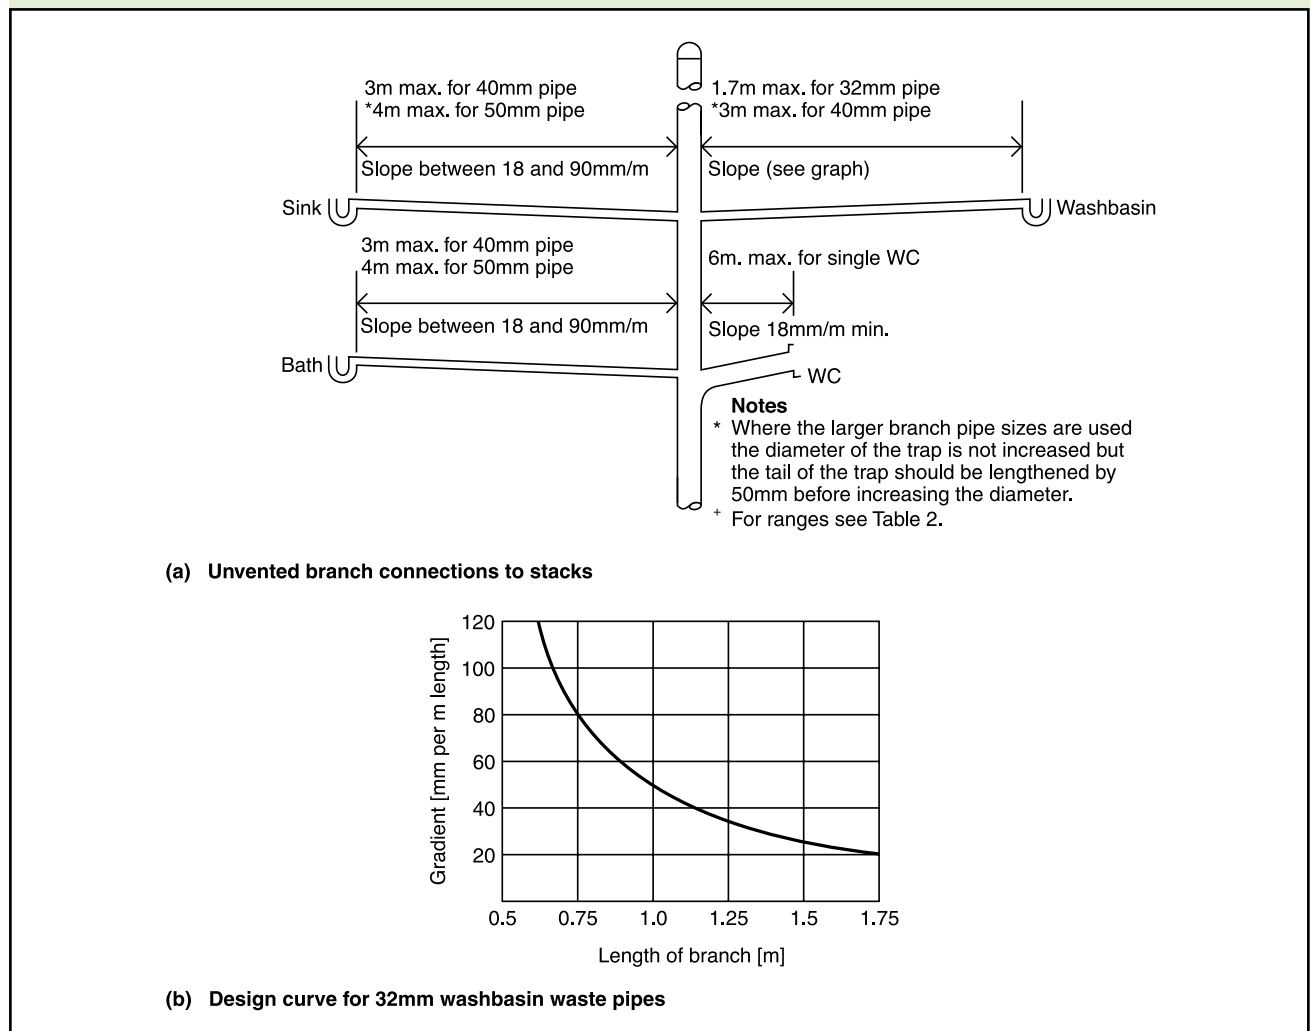 3m max. for 40mm pipe
*4m max. for 50mm pipe
Slope between 18 and 90mm/m
1.7m max. for 32mm pipe
*3m max. for 40mm pipe
Slope (see graph)
Sink
Washbasin
3m max. for 40mm pipe
4m max. for 50mm pipe
Slope between 18 and 90mm/m
6m. max. for single WC
Slope 18mm/m min.
Bath
WC
Notes
* Where the larger branch pipe sizes are used
the diameter of the trap is not increased but
the tail of the trap should be lengthened by
50mm before increasing the diameter.
+ For ranges see Table 2.
(a) Unvented branch connections to stacks
Gradient [mm per m length]
120
100
80
60
40
20
0.5 0.75 1.0 1.25 1.5 1.75
Length of branch [m]
(b) Design curve for 32mm washbasin waste pipes